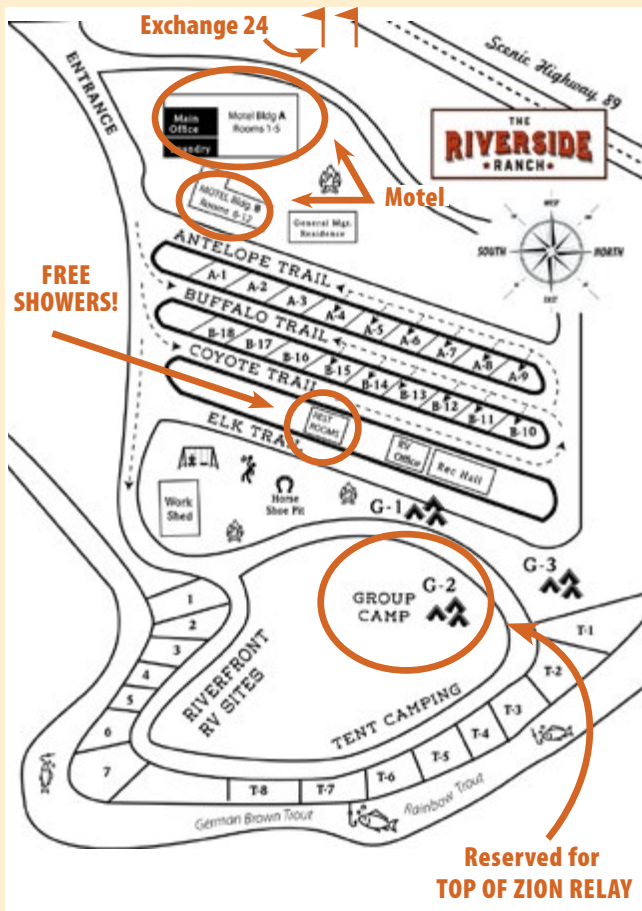 Exchange 24
Scenic Highway 89
ENTRANCE
Main
Office
Laundry
Motel Bldg A
Rooms 1-5
THE
RIVERSIDE
RANCH
MOTEL Bldg. B
Rooms 6-12
Motel
General Mgr.
Residence
WEST
SOUTH
NORTH
EAST
FREE
SHOWERS!
ANTELOPE TRAIL
A-1
A-2
A-3
A-4
A-5
A-6
A-7
A-8
A-9
BUFFALO TRAIL
B-18
B-17
B-16
B-15
B-14
B-13
B-12
B-11
B-10
COYOTE TRAIL
REST
ROOMS
RV
Office
Rec Hall
ELK TRAIL
Work
Shed
Horse
Shoe Pit
G-1
G-2
GROUP
CAMP
G-3
1
2
3
4
5
6
7
RIVERFRONT
RV SITES
TENT CAMPING
T-1
T-2
T-3
T-4
T-5
T-6
T-7
T-8
German Brown Trout
Rainbow Trout
Reserved for
TOP OF ZION RELAY